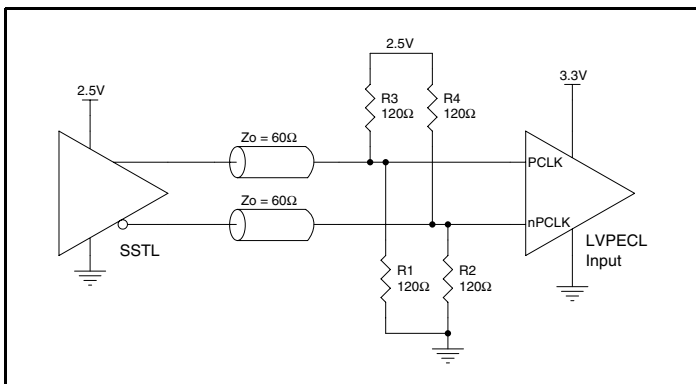 2.5V
3.3V
2.5V
R3
120Ω
R4
120Ω
Zo = 60Ω
PCLK
Zo = 60Ω
nPCLK
SSTL
LVPECL
Input
R1
120Ω
R2
120Ω